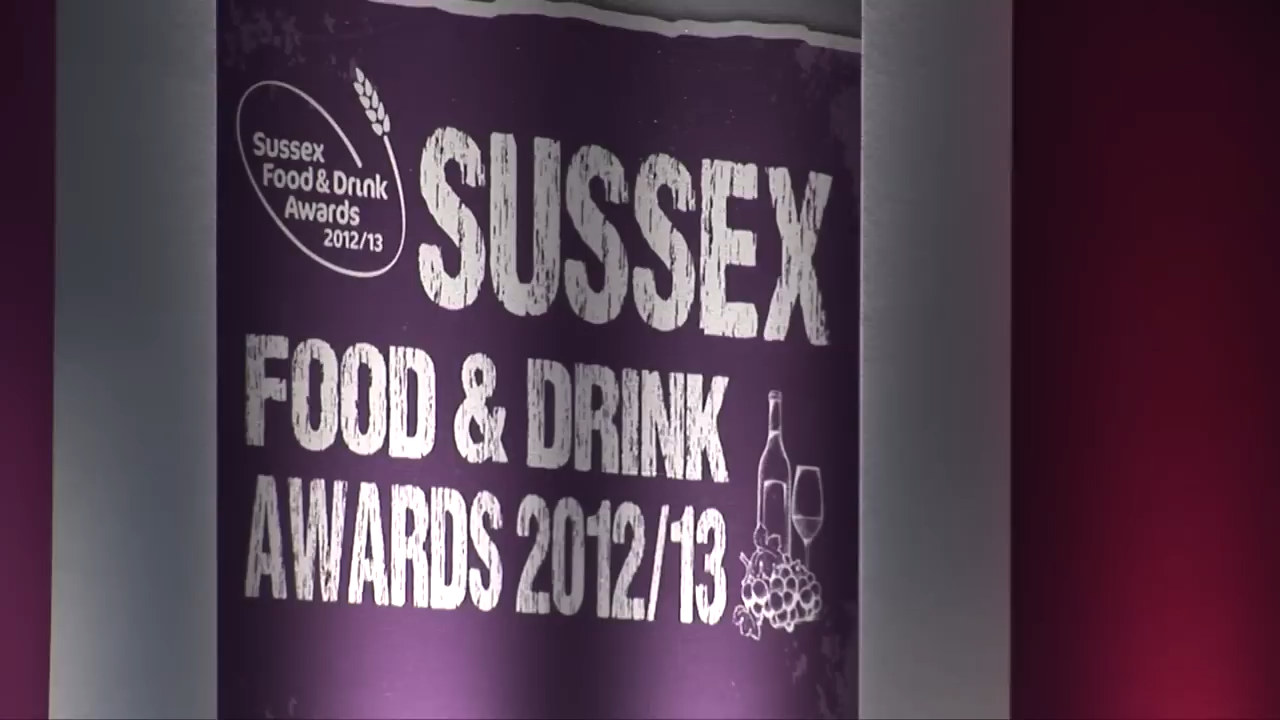 Sussex
Food & Drink
Awards
2012/13
SUSSEX
FOOD & DRINK
AWARDS 2012/13